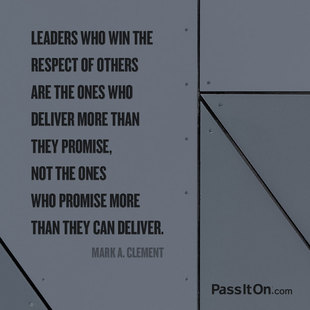 LEADERS WHO WIN THE
RESPECT OF OTHERS
ARE THE ONES WHO
DELIVER MORE THAN
THEY PROMISE,
NOT THE ONES
WHO PROMISE MORE
THAN THEY CAN DELIVER.
MARK A. CLEMENT
PassItOn.com